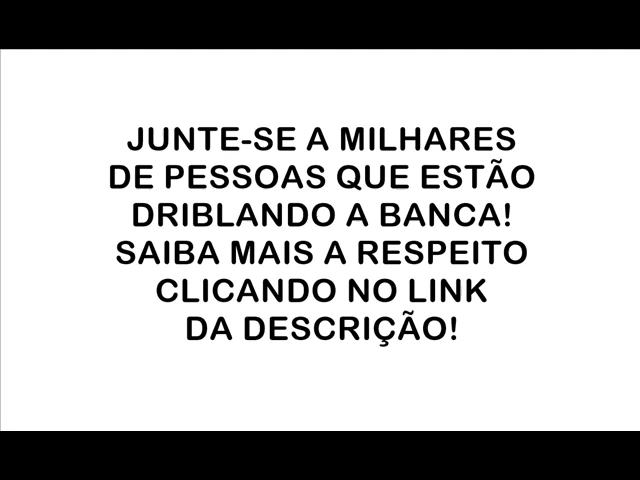 JUNTE-SE A MILHARES
DE PESSOAS QUE ESTÃO
DRIBLANDO A BANCA!
SAIBA MAIS A RESPEITO
CLICANDO NO LINK
DA DESCRIÇÃO!